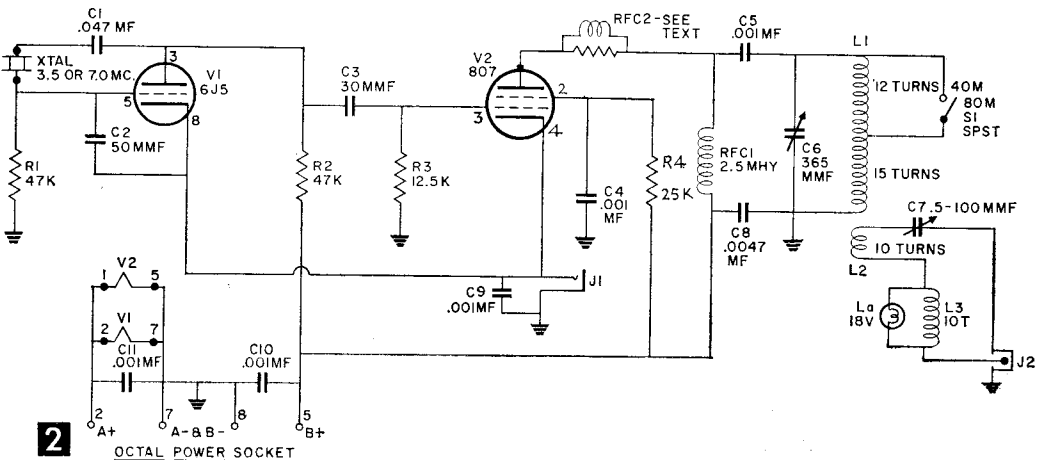 C1
.047 MF
XTAL
3.5 OR 7.0 MC.
3
V1
6J5
5
8
C2
50 MMF
R1
47K
R2
47K
C3
30MMF
R3
12.5K
RFC2-SEE
TEXT
V2
807
2
3
4
C4
.001
MF
R4
25K
RFC1
2.5 MHY
C5
.001 MF
C6
365
MMF
C8
.0047
MF
L1
12 TURNS
15 TURNS
40M
80M
S1
SPST
C7.5-100MMF
10 TURNS
L2
La
18V
L3
10T
J2
J1
C9
.001MF
V2
1
5
V1
2
7
C11
.001MF
C10
.001MF
2
7
8
5
A+
A-&B-
B+
2
OCTAL POWER SOCKET